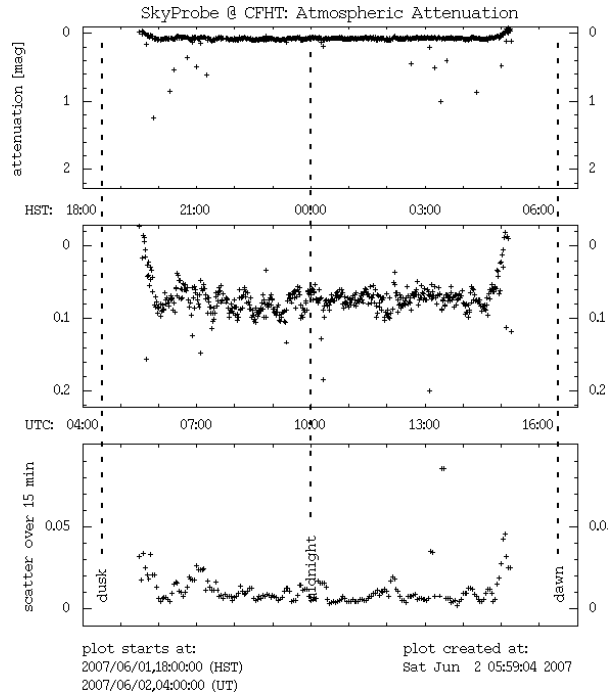 SkyProbe @ CFHT: Atmospheric Attenuation
attenuation [mag]
0 0
1 1
2 2
HST: 18:00 21:00 00:00 03:00 06:00
0 0
0.1 0.1
0.2 0.2
UTC: 04:00 07:00 10:00 13:00 16:00
scatter over 15 min
0.05 0.05
0 0
dusk
midnight
dawn
plot starts at: plot created at:
2007/06/01,18:00:00 (HST) Sat Jun 2 05:59:04 2007
2007/06/02,04:00:00 (UT)